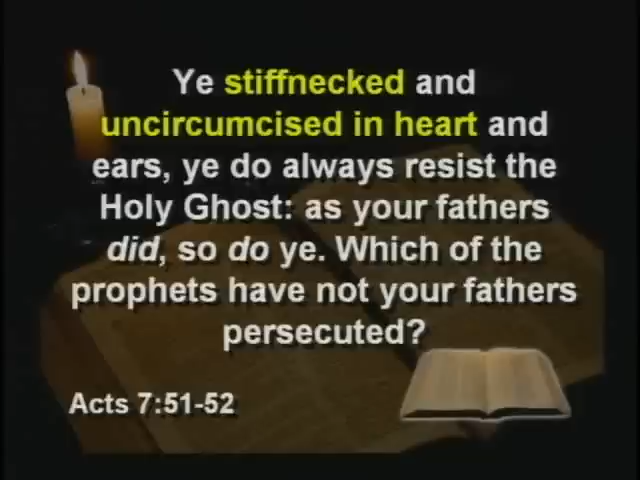 Ye stiffnecked and
uncircumcised in heart and
ears, ye do always resist the
Holy Ghost: as your fathers
did, so do ye. Which of the
prophets have not your fathers
persecuted?
Acts 7:51-52